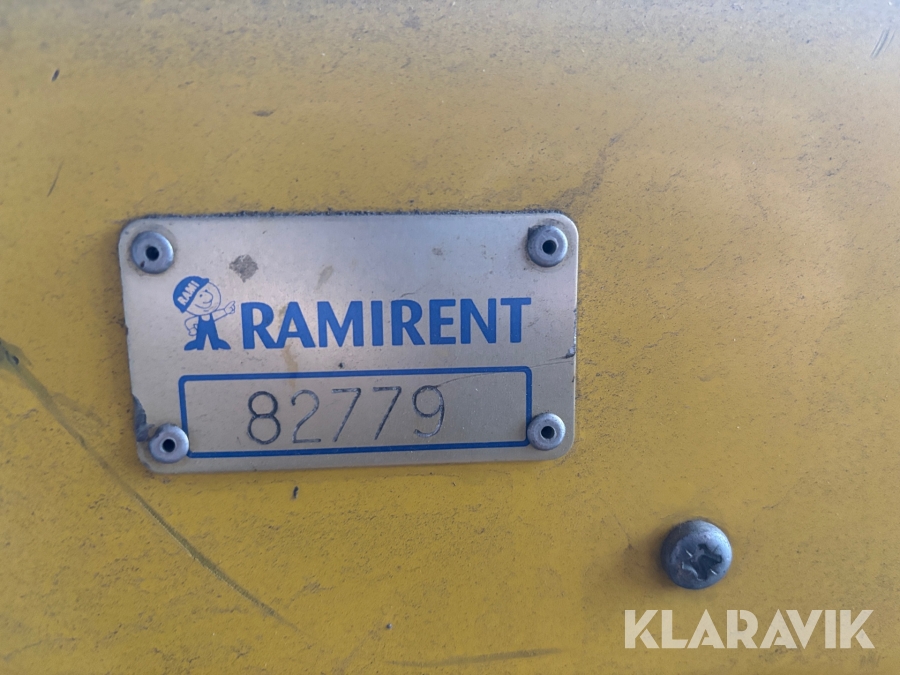 RAMI
RAMIRENT
82779
KLARAVIK